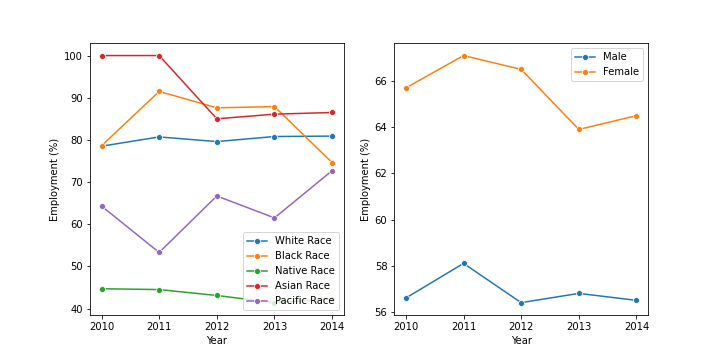 100
90
80
70
60
50
40
Employment (%)
2010 2011 2012 2013 2014
Year
White Race
Black Race
Native Race
Asian Race
Pacific Race
66
64
62
60
58
56
Employment (%)
2010 2011 2012 2013 2014
Year
Male
Female